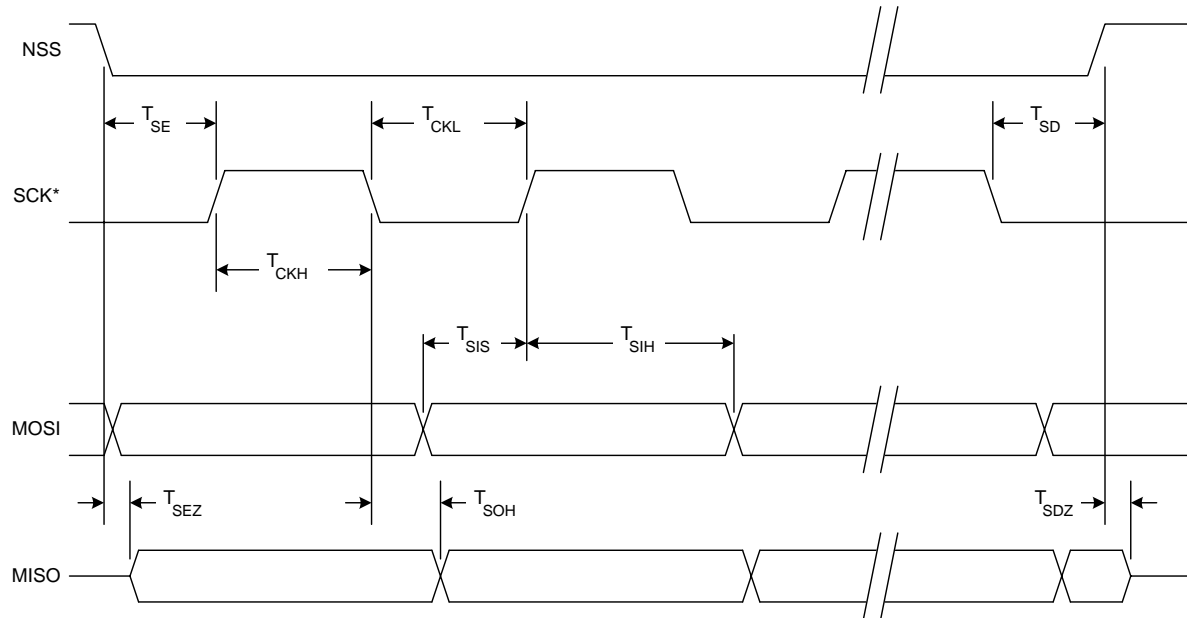 NSS
T_SE
T_CKL
T_SD
SCK*
T_CKH
T_SIS
T_SIH
MOSI
T_SEZ
T_SOH
T_SDZ
MISO